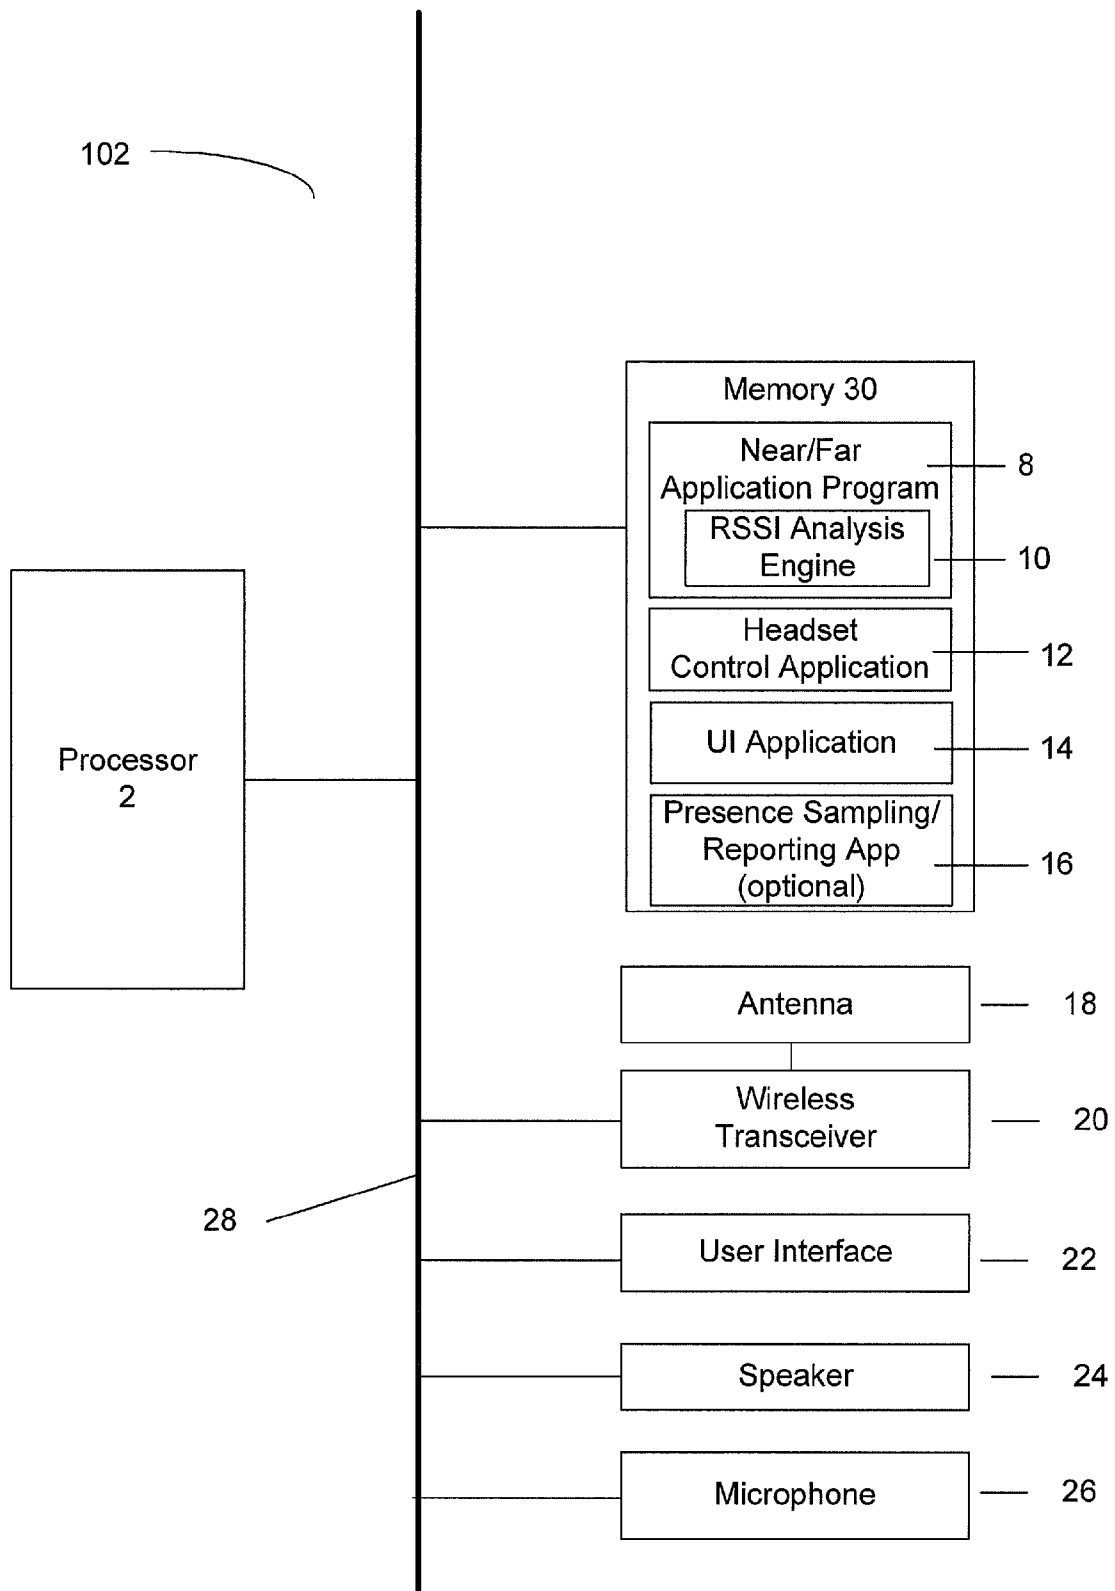 102
Memory 30
Near/Far
Application Program
8
RSSI Analysis
Engine
10
Headset
Control Application
12
UI Application
14
Presence Sampling/
Reporting App
(optional)
16
Processor
2
Antenna
18
Wireless
Transceiver
20
28
User Interface
22
Speaker
24
Microphone
26